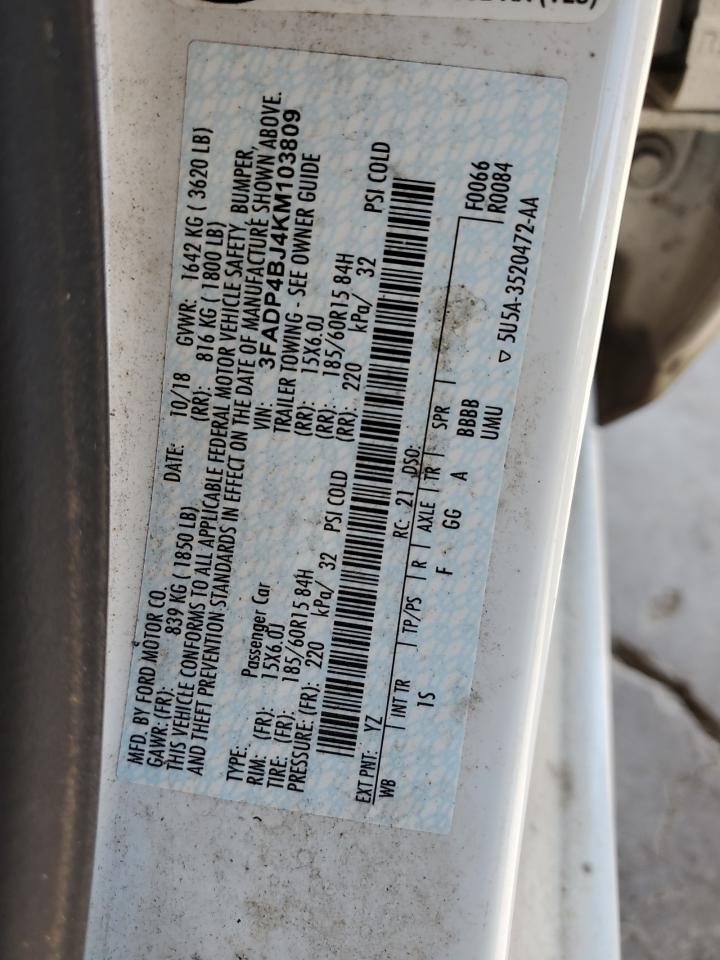 MFD. BY FORD MOTOR CO.
DATE: 10/18 GVWR: 1642 KG ( 3620 LB)
GAWR: (FR): 839 KG ( 1850 LB) (RR): 816 KG ( 1800 LB)
THIS VEHICLE CONFORMS TO ALL APPLICABLE FEDERAL MOTOR VEHICLE SAFETY, BUMPER,
AND THEFT PREVENTION STANDARDS IN EFFECT ON THE DATE OF MANUFACTURE SHOWN ABOVE.
VIN: 3FADP4BJ4KM103809
TYPE: Passenger Car TRAILER TOWING - SEE OWNER GUIDE
RIM: (FR): 15X6.0J (RR): 15X6.0J
TIRE: (FR): 185/60R15 84H (RR): 185/60R15 84H
PRESSURE: (FR): 220 kPa/ 32 PSI COLD (RR): 220 kPa/ 32 PSI COLD
EXT PNT: YZ RC: 21 DSO:
WB INT TR TP/PS R AXLE TR SPR F0066
1S F GG A BBBB R0084
UMU
▽ 5U5A-3520472-AA